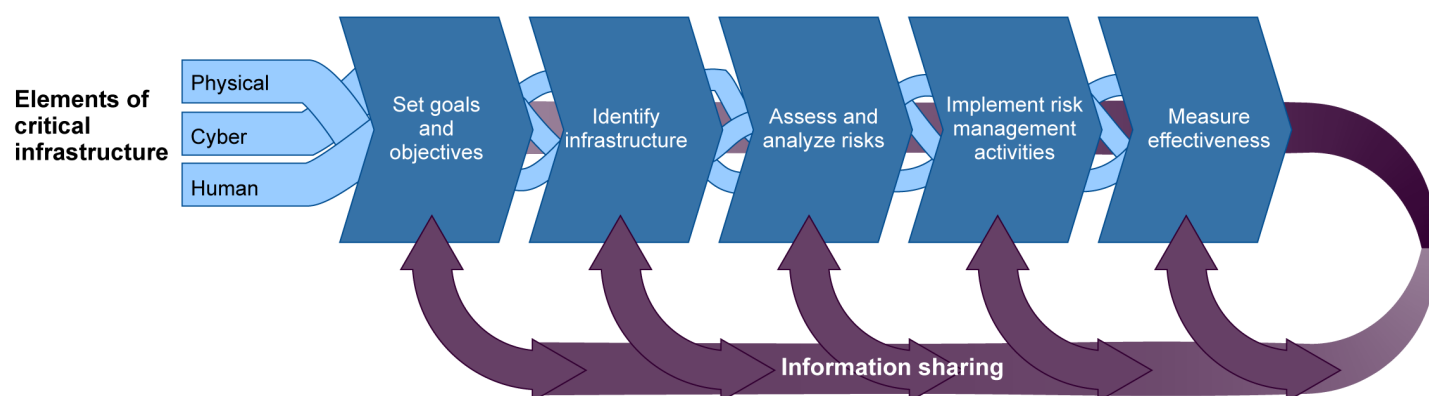 Elements of
critical
infrastructure
Physical
Cyber
Human
Set goals
and
objectives
Identify
infrastructure
Assess and
analyze risks
Implement risk
management
activities
Measure
effectiveness
Information sharing